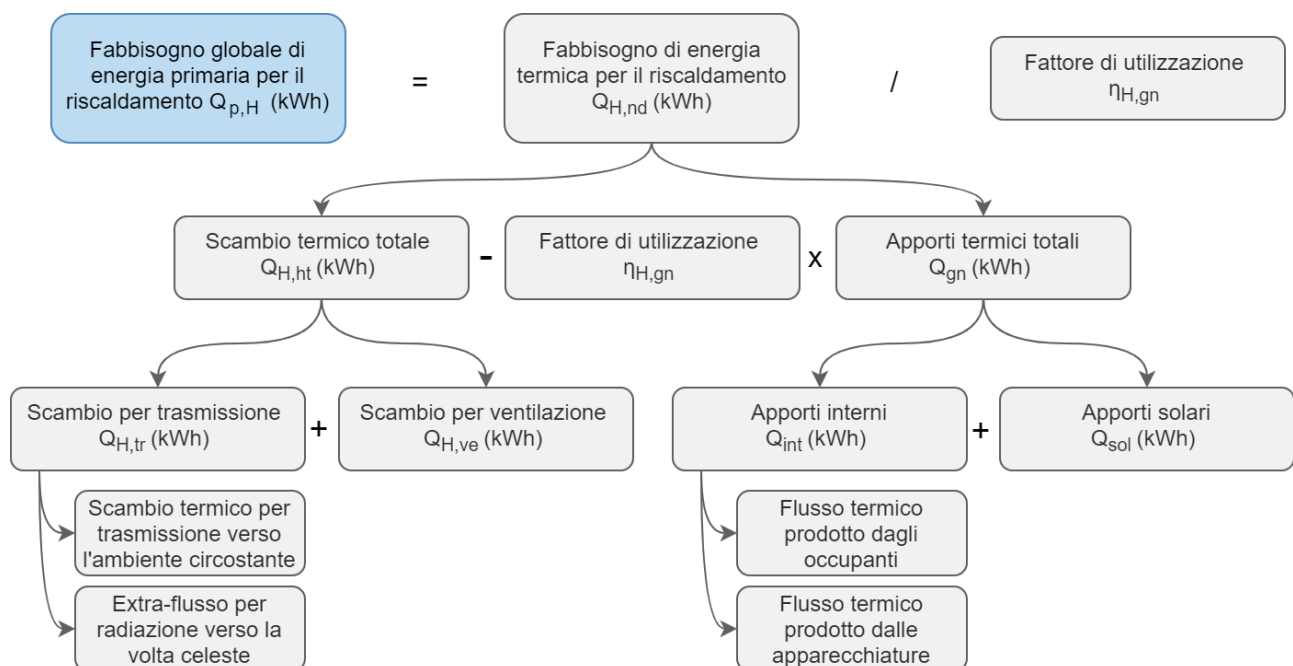 Fabbisogno globale di
energia primaria per il
riscaldamento Qp,H (kWh)
=
Fabbisogno di energia
termica per il riscaldamento
QH,nd (kWh)
/
Fattore di utilizzazione
ηH,gn
Scambio termico totale
QH,ht (kWh)
-
Fattore di utilizzazione
ηH,gn
x
Apporti termici totali
Qgn (kWh)
Scambio per trasmissione
QH,tr (kWh)
+
Scambio per ventilazione
QH,ve (kWh)
Apporti interni
Qint (kWh)
+
Apporti solari
Qsol (kWh)
Scambio termico per
trasmissione verso
l'ambiente circostante
Extra-flusso per
radiazione verso la
volta celeste
Flusso termico
prodotto dagli
occupanti
Flusso termico
prodotto dalle
apparecchiature